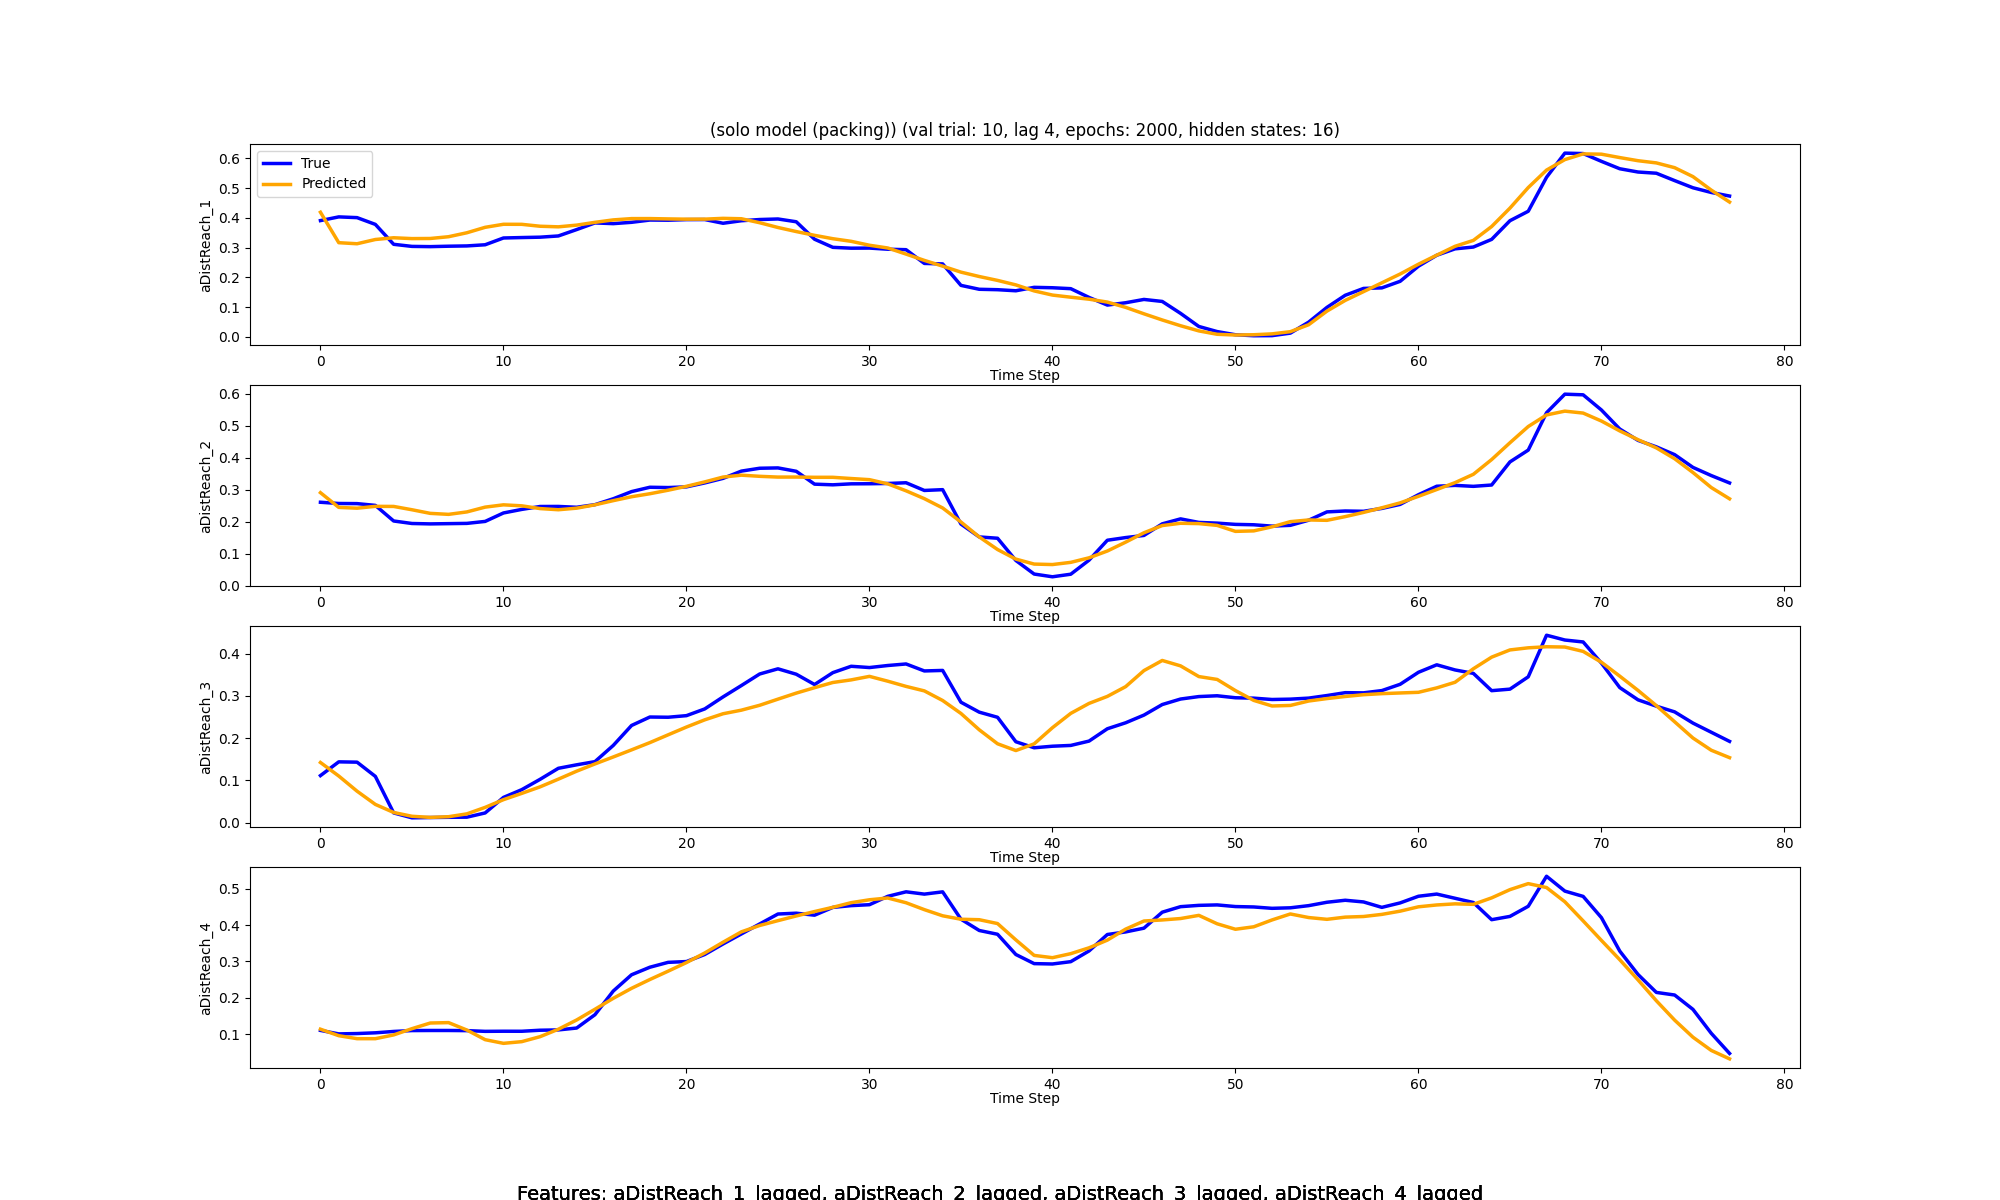 (solo model (packing)) (val trial: 10, lag 4, epochs: 2000, hidden states: 16)
True
Predicted
aDistReach_1
0.6
0.5
0.4
0.3
0.2
0.1
0.0
0 10 20 30 40 50 60 70 80
Time Step
aDistReach_2
0.6
0.5
0.4
0.3
0.2
0.1
0.0
0 10 20 30 40 50 60 70 80
Time Step
aDistReach_3
0.4
0.3
0.2
0.1
0.0
0 10 20 30 40 50 60 70 80
Time Step
aDistReach_4
0.5
0.4
0.3
0.2
0.1
0 10 20 30 40 50 60 70 80
Time Step
Features: aDistReach_1_lagged, aDistReach_2_lagged, aDistReach_3_lagged, aDistReach_4_lagged